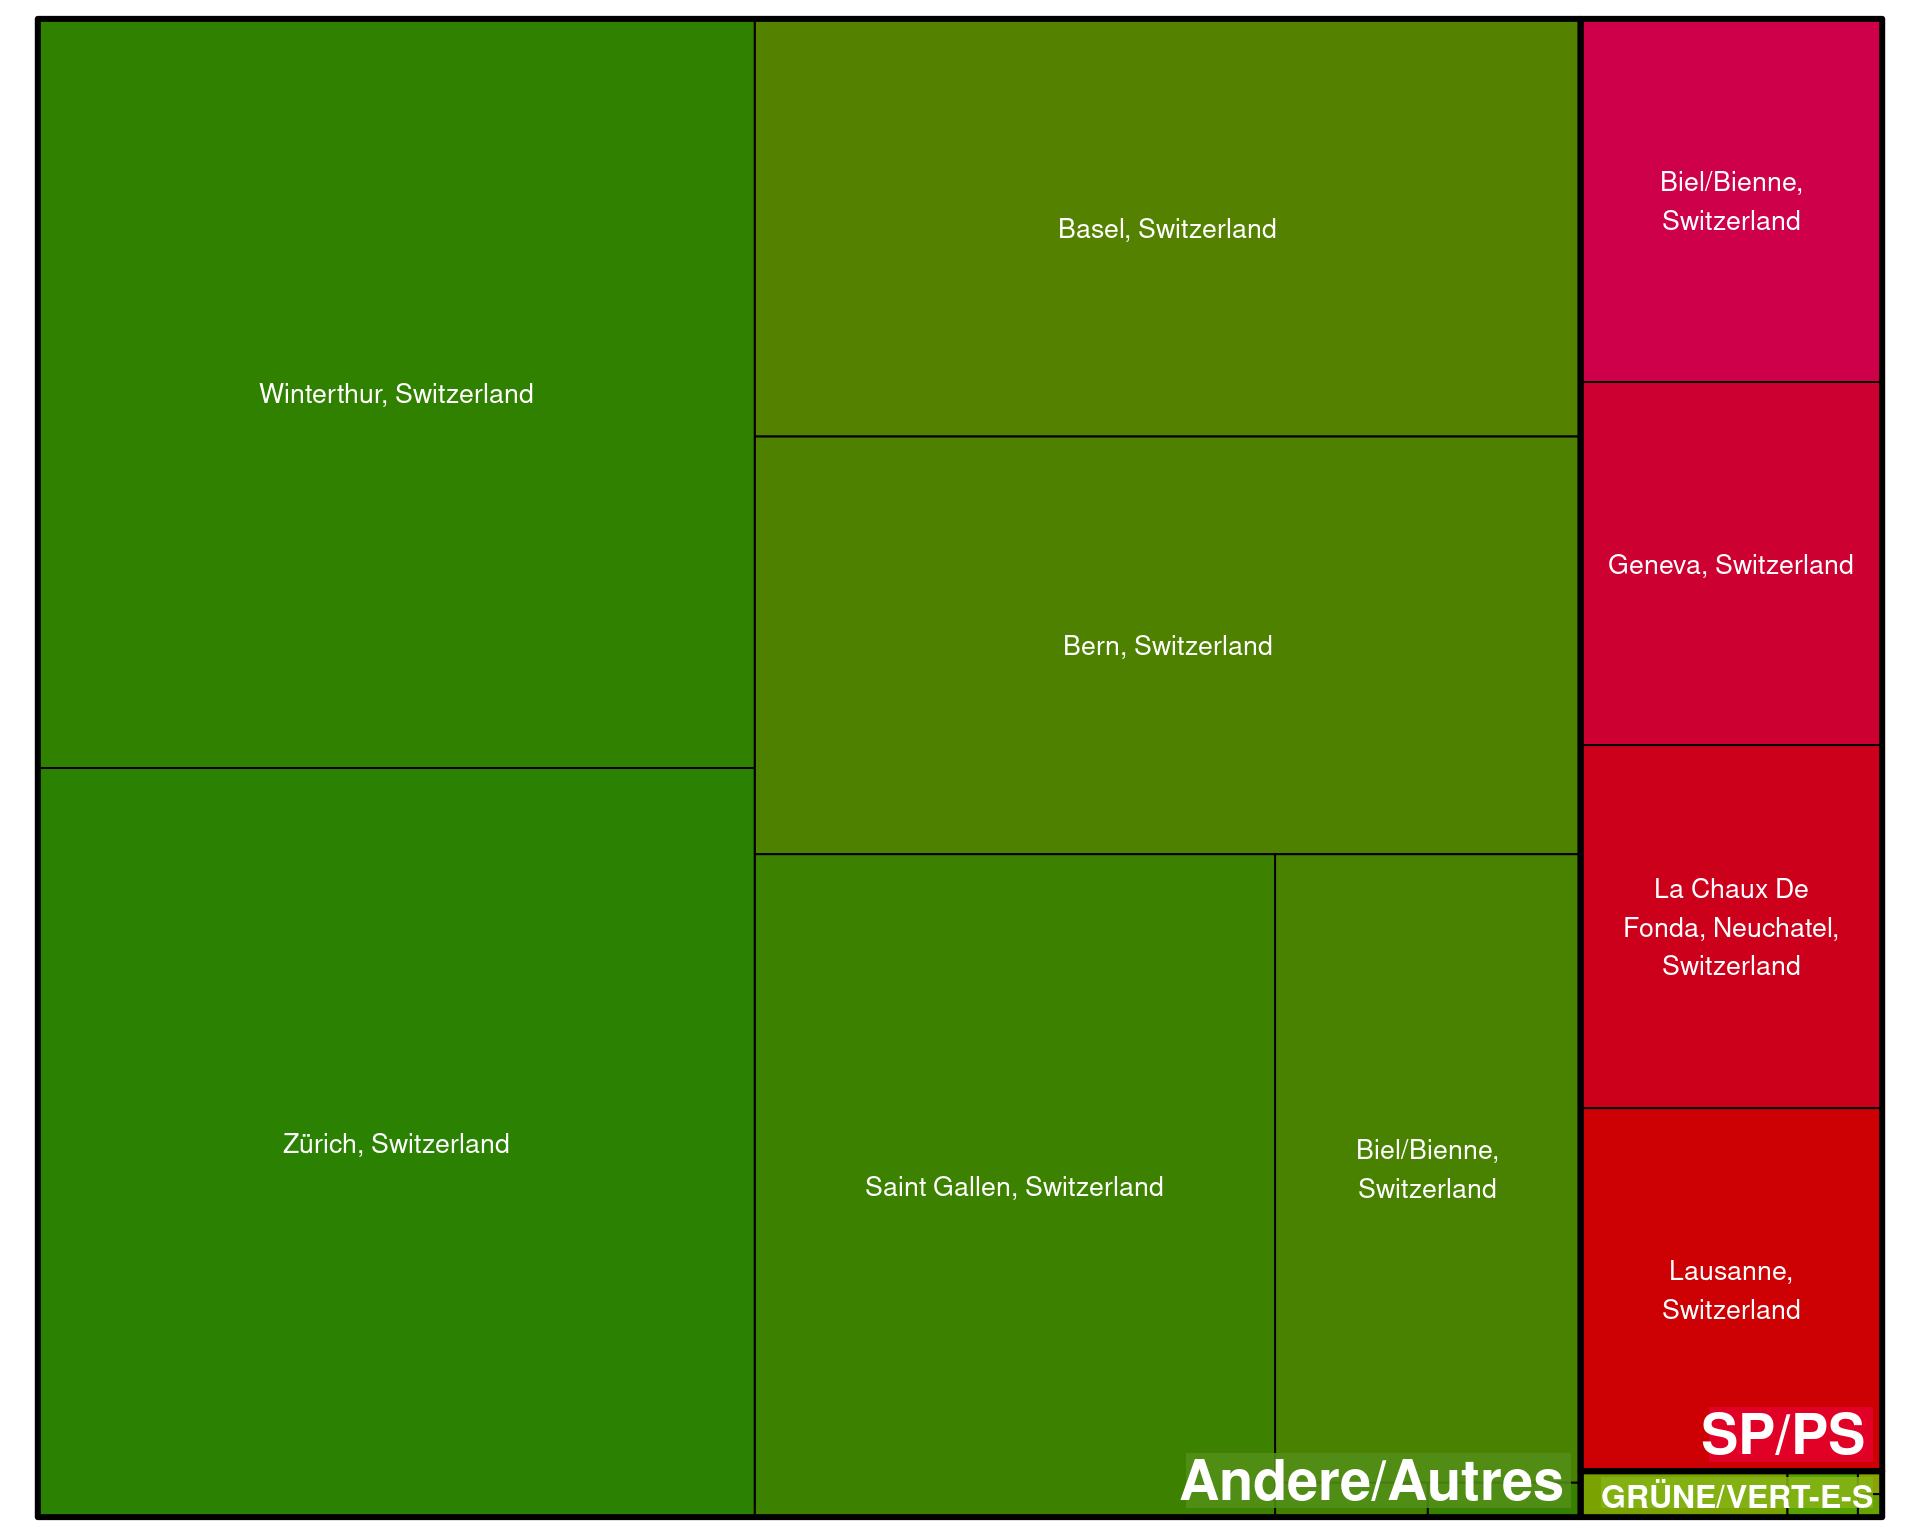 Winterthur, Switzerland
Zürich, Switzerland
Basel, Switzerland
Bern, Switzerland
Saint Gallen, Switzerland
Biel/Bienne,
Switzerland
Andere/Autres
Biel/Bienne,
Switzerland
Geneva, Switzerland
La Chaux De
Fonda, Neuchatel,
Switzerland
Lausanne,
Switzerland
SP/PS
GRÜNE/VERT-E-S